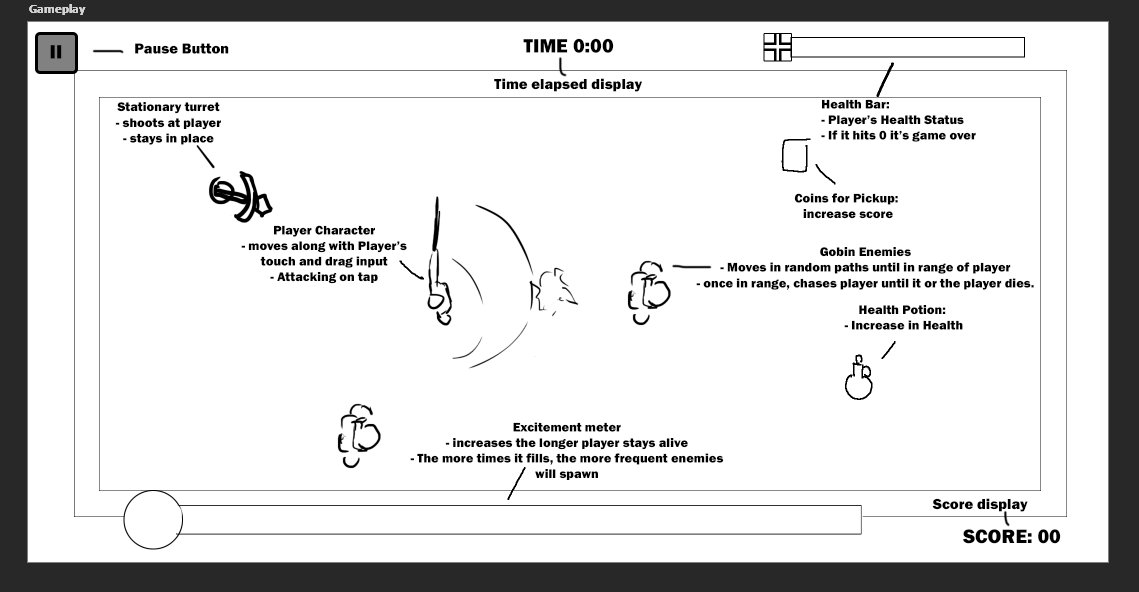 Gameplay
Pause Button
TIME 0:00
Time elapsed display
Stationary turret
- shoots at player
- stays in place
Health Bar:
- Player's Health Status
- If it hits 0 it's game over
Coins for Pickup:
increase score
Player Character
- moves along with Player's
touch and drag input
- Attacking on tap
Gobin Enemies
- Moves in random paths until in range of player
- once in range, chases player until it or the player dies.
Health Potion:
- Increase in Health
Excitement meter
- increases the longer player stays alive
- The more times it fills, the more frequent enemies
will spawn
Score display
SCORE: 00